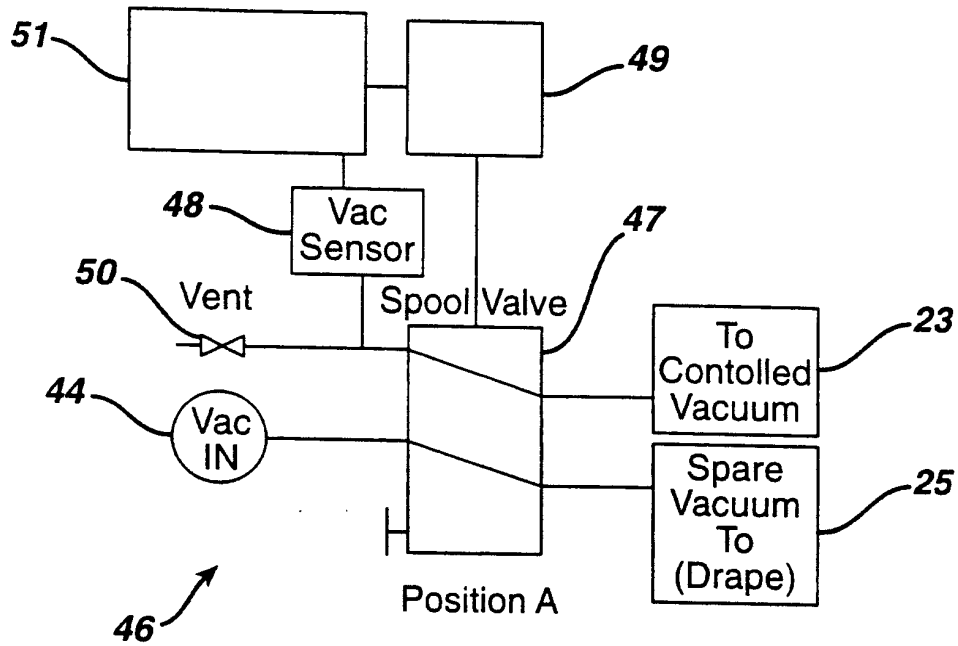 51
49
48
Vac
Sensor
47
50
Vent
Spool Valve
23
To
Contolled
Vacuum
44
Vac
IN
25
Spare
Vacuum
To
(Drape)
Position A
46